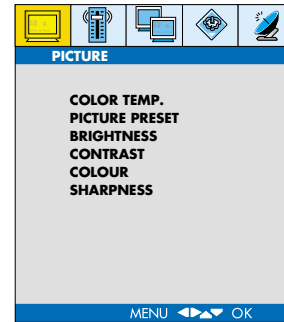 PICTURE
COLOR TEMP.
PICTURE PRESET
BRIGHTNESS
CONTRAST
COLOUR
SHARPNESS
MENU ◀▶▲▼ OK